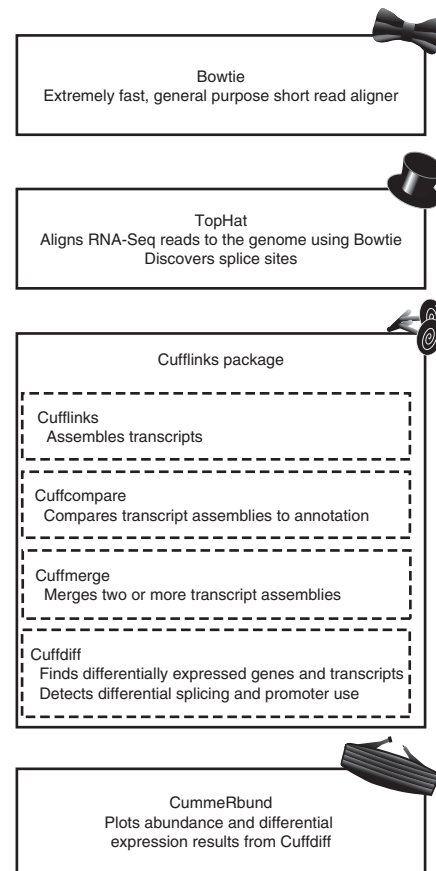 Bowtie
Extremely fast, general purpose short read aligner
TopHat
Aligns RNA-Seq reads to the genome using Bowtie
Discovers splice sites
Cufflinks package
Cufflinks
Assembles transcripts
Cuffcompare
Compares transcript assemblies to annotation
Cuffmerge
Merges two or more transcript assemblies
Cuffdiff
Finds differentially expressed genes and transcripts
Detects differential splicing and promoter use
CummeRbund
Plots abundance and differential
expression results from Cuffdiff